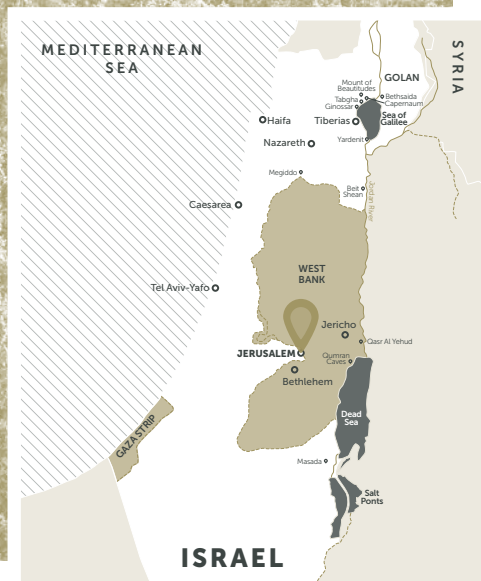 MEDITERRANEAN
SEA
SYRIA
GOLAN
Mount of
Beautitudes
Tabgha
Ginossar
Bethsaida
Capernaum
Haifa
Tiberias
Sea of
Galilee
Nazareth
Yardenit
Megiddo
Beit
Shean
Jordan River
Caesarea
WEST
BANK
Tel Aviv-Yafo
Jericho
Qasr Al Yehud
JERUSALEM
Qumran
Caves
Bethlehem
Dead
Sea
GAZA STRIP
Masada
Salt
Ponts
ISRAEL